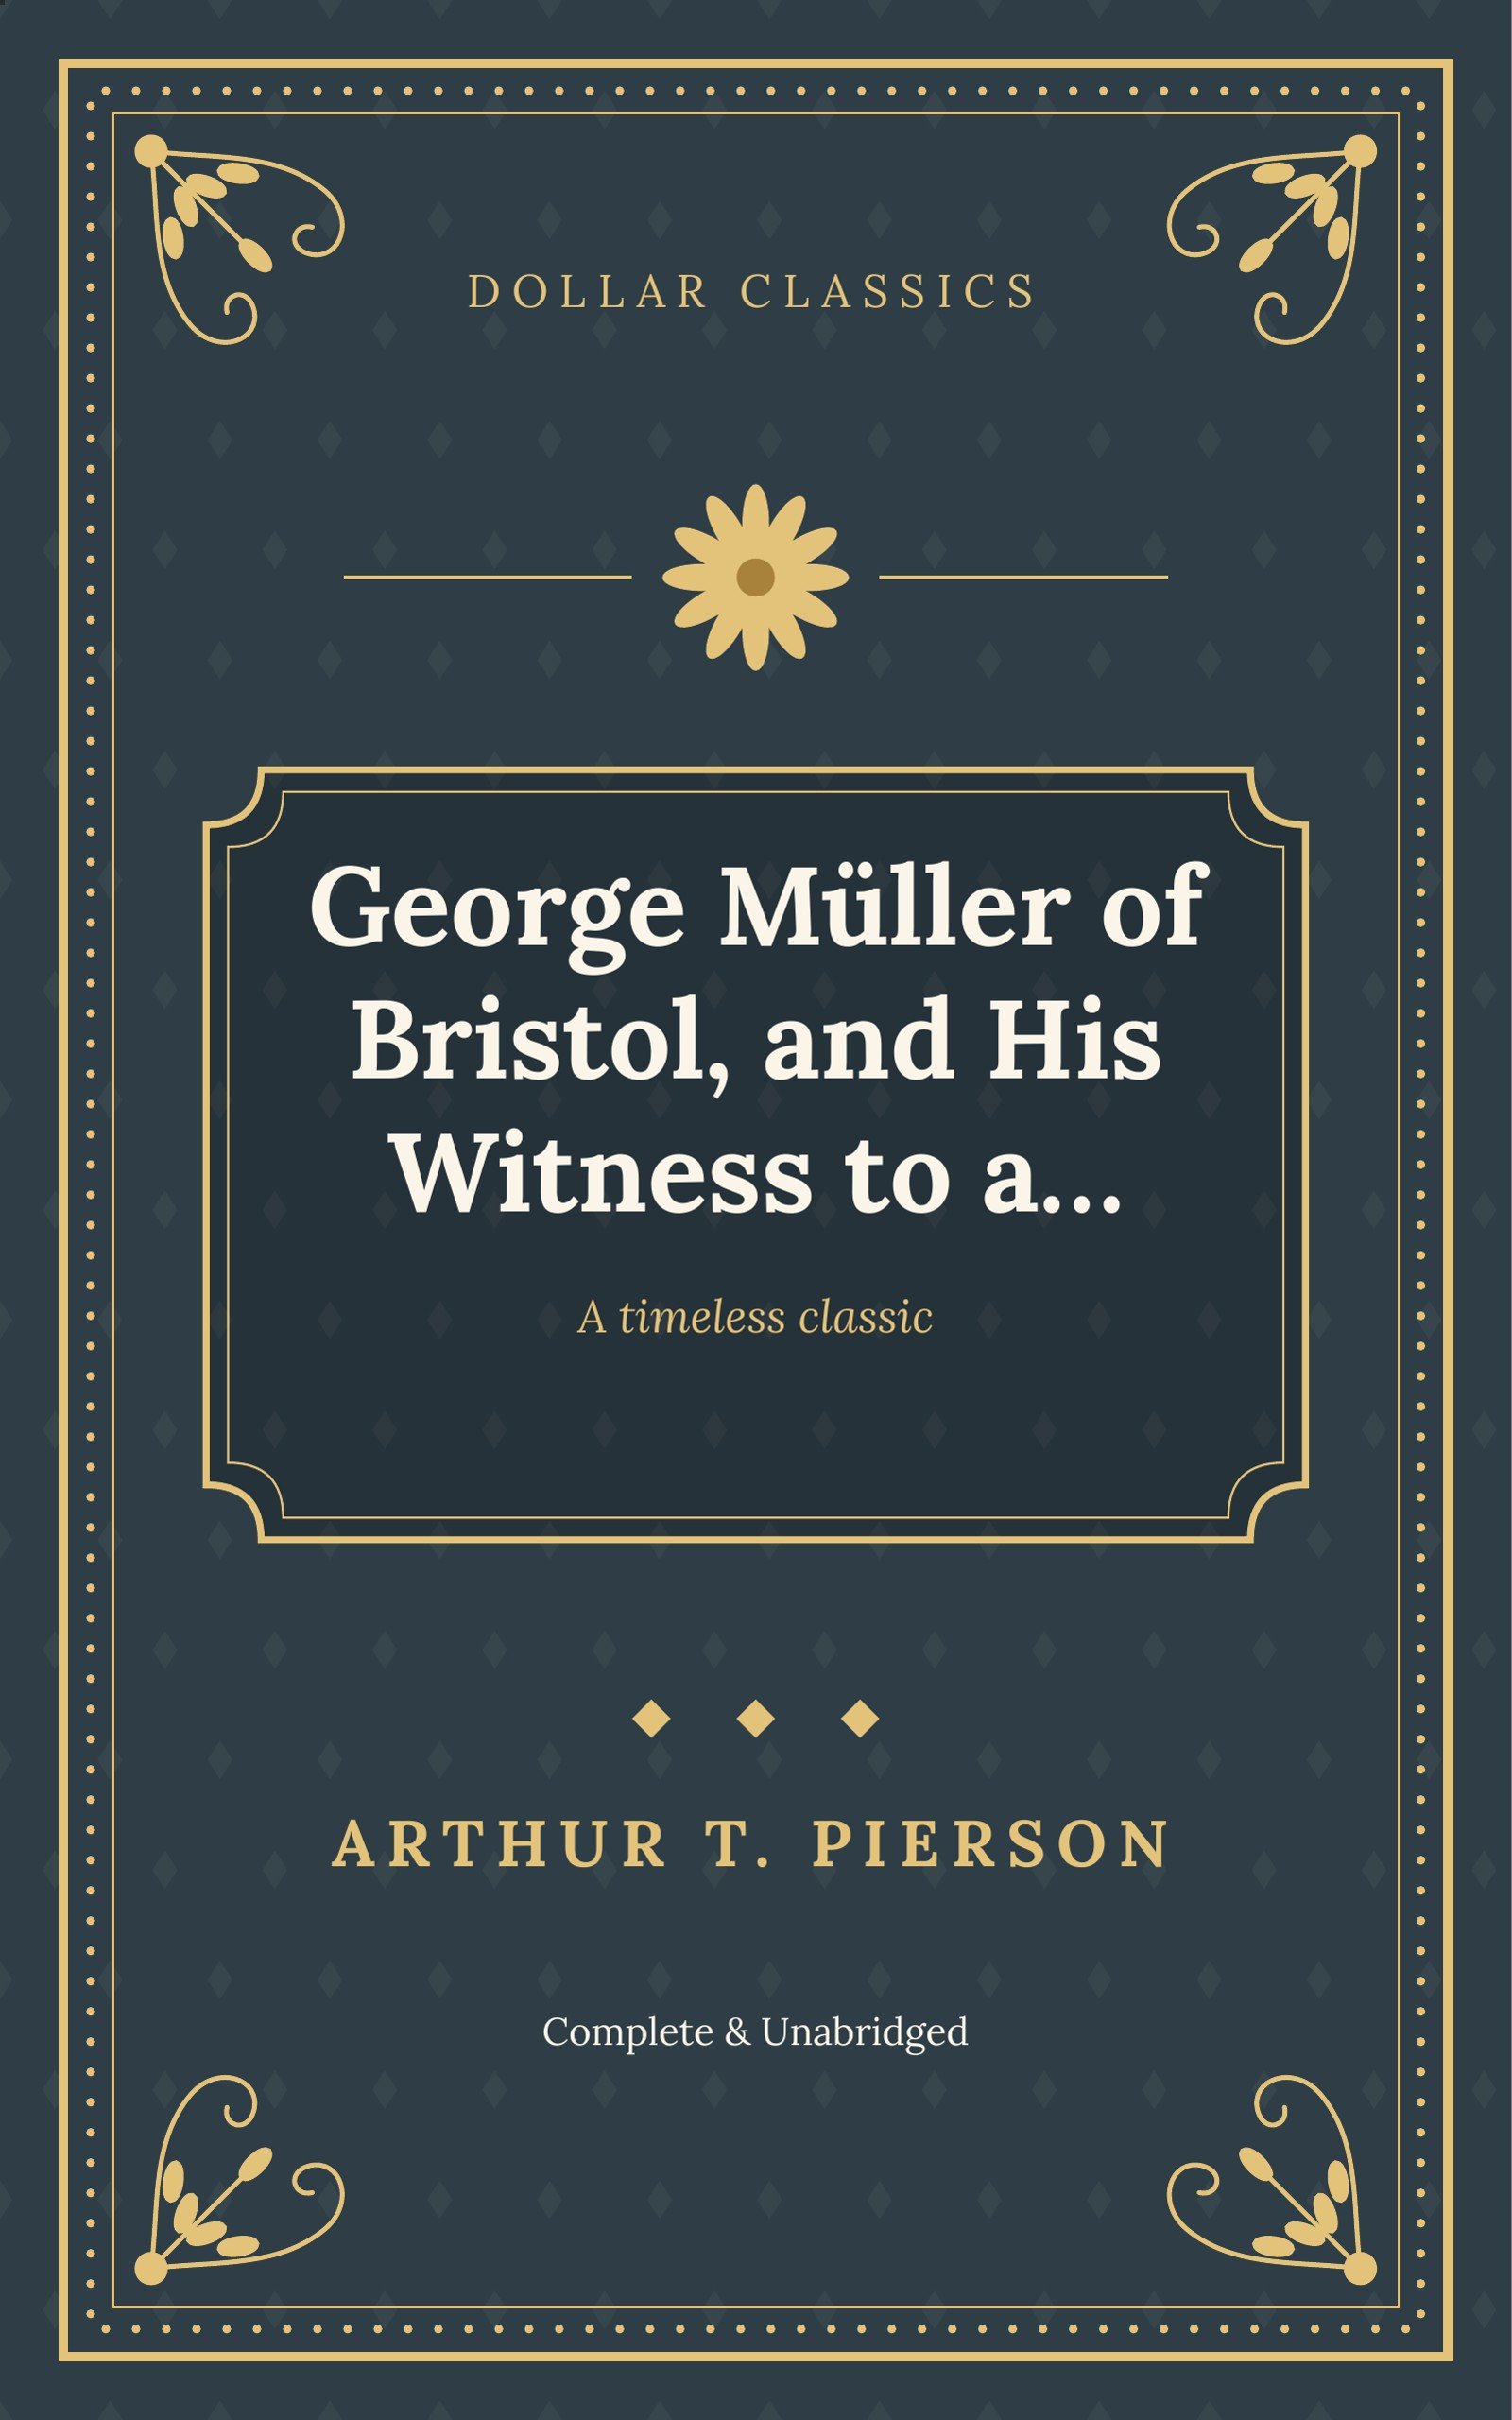 DOLLAR CLASSICS
George Müller of
Bristol, and His
Witness to a...
A timeless classic
ARTHUR T. PIERSON
Complete & Unabridged